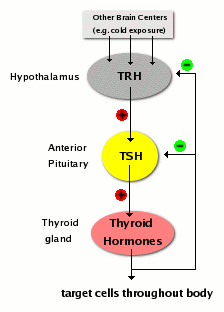 Other Brain Centers
(e.g. cold exposure)
Hypothalamus
TRH
Anterior
Pituitary
TSH
Thyroid
gland
Thyroid
Hormones
target cells throughout body